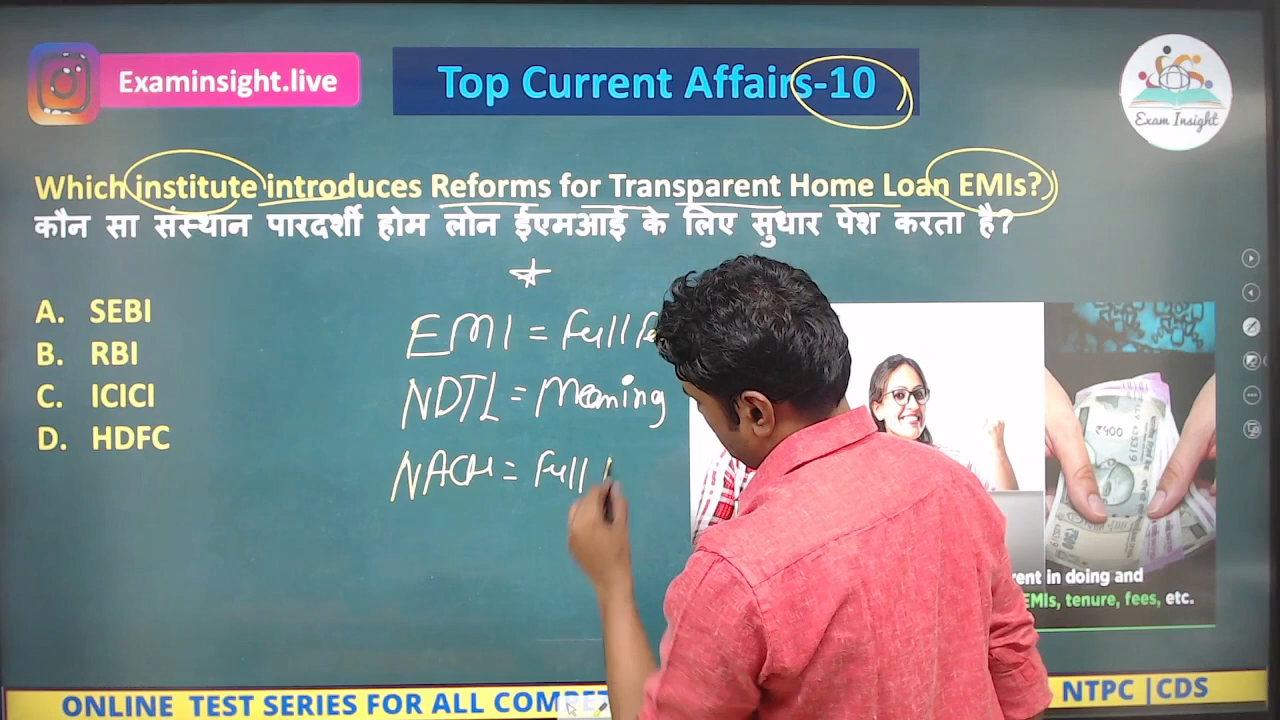 Examinsight.live
Top Current Affairs-10
Exam Insight
Which institute introduces Reforms for Transparent Home Loan EMIs?
कौन सा संस्थान पारदर्शी होम लोन ईएमआई के लिए सुधार पेश करता है?
A. SEBI
B. RBI
C. ICICI
D. HDFC
EMI = Full
NDTL = Meaning
NACH = Full
₹500
in doing and
EMIs, tenure, fees, etc.
ONLINE TEST SERIES FOR ALL
NTPC | CDS